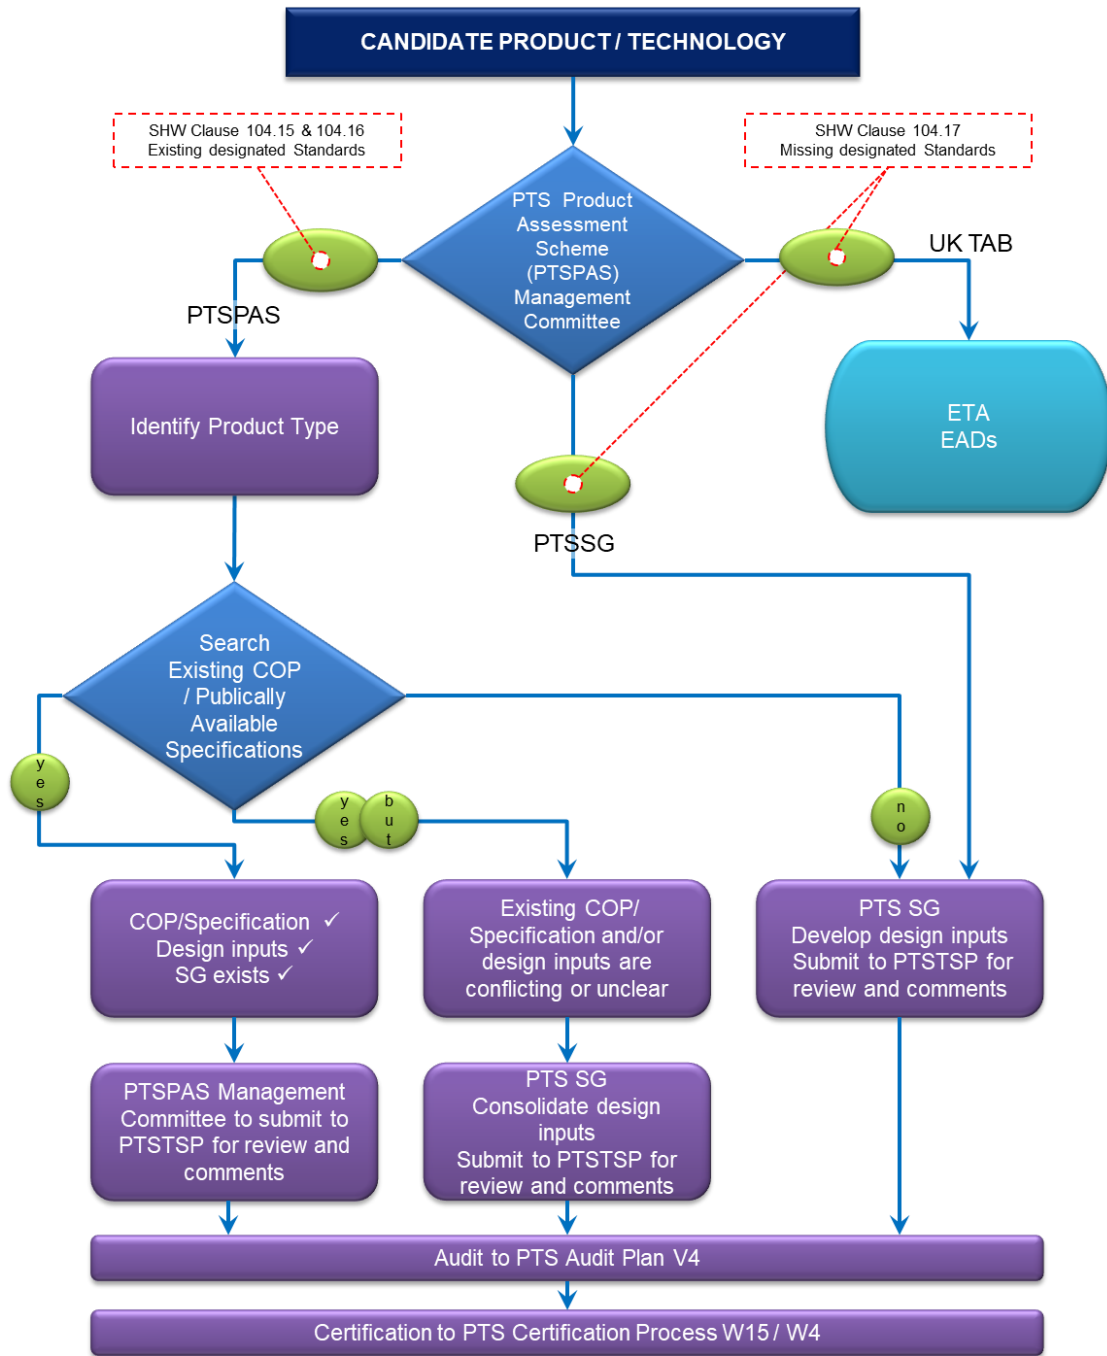 CANDIDATE PRODUCT / TECHNOLOGY
SHW Clause 104.15 & 104.16
Existing designated Standards
SHW Clause 104.17
Missing designated Standards
PTS Product
Assessment
Scheme
(PTSPAS)
Management
Committee
UK TAB
PTSPAS
Identify Product Type
ETA
EADs
PTSSG
Search
Existing COP
/ Publically
Available
Specifications
yes
yes
but
no
COP/Specification ✓
Design inputs ✓
SG exists ✓
Existing COP/
Specification and/or
design inputs are
conflicting or unclear
PTS SG
Develop design inputs
Submit to PTSTSP for
review and comments
PTSPAS Management
Committee to submit to
PTSTSP for review and
comments
PTS SG
Consolidate design
inputs
Submit to PTSTSP for
review and comments
Audit to PTS Audit Plan V4
Certification to PTS Certification Process W15 / W4